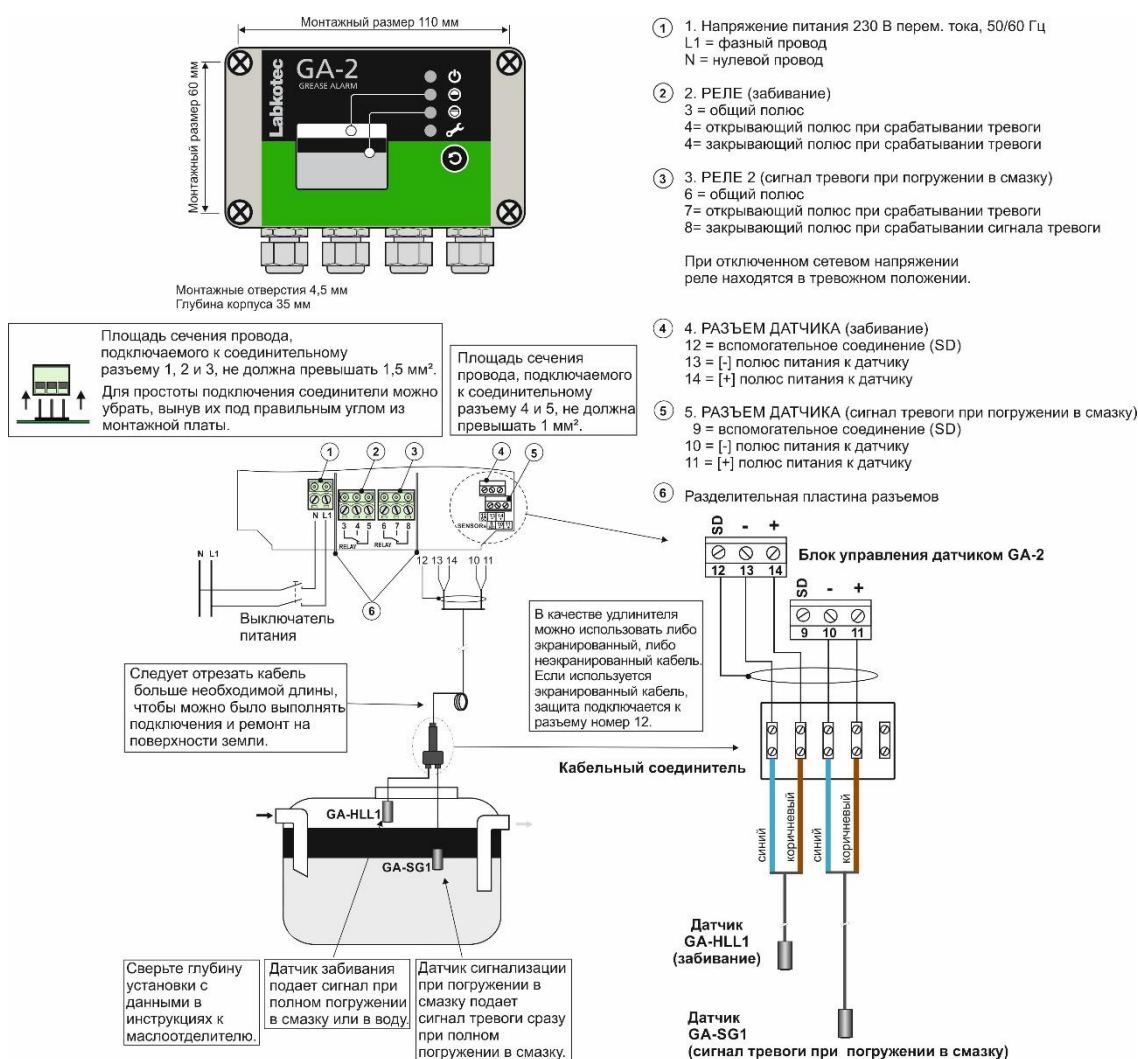 Монтажный размер 110 мм
Монтажный размер 60 мм
Labkotec
GA-2
GREASE ALARM
Монтажные отверстия 4,5 мм
Глубина корпуса 35 мм
1 1. Напряжение питания 230 В перем. тока, 50/60 Гц
L1 = фазный провод
N = нулевой провод
2 2. РЕЛЕ (забивание)
3 = общий полюс
4= открывающий полюс при срабатывании тревоги
4= закрывающий полюс при срабатывании тревоги
3 3. РЕЛЕ 2 (сигнал тревоги при погружении в смазку)
6 = общий полюс
7= открывающий полюс при срабатывании тревоги
8= закрывающий полюс при срабатывании сигнала тревоги
При отключенном сетевом напряжении
реле находятся в тревожном положении.
4 4. РАЗЪЕМ ДАТЧИКА (забивание)
12 = вспомогательное соединение (SD)
13 = [-] полюс питания к датчику
14 = [+] полюс питания к датчику
5 5. РАЗЪЕМ ДАТЧИКА (сигнал тревоги при погружении в смазку)
9 = вспомогательное соединение (SD)
10 = [-] полюс питания к датчику
11 = [+] полюс питания к датчику
6 Разделительная пластина разъемов
Площадь сечения провода,
подключаемого к соединительному
разъему 1, 2 и 3, не должна превышать 1,5 мм².
Для простоты подключения соединители можно
убрать, вынув их под правильным углом из
монтажной платы.
Площадь сечения
провода, подключаемого
к соединительному
разъему 4 и 5, не должна
превышать 1 мм².
1 2 3 4 5
N L1
3 4 5 6 7 8
RELAY RELAY
SENSOR
N L1
12 13 14 10 11
6
Выключатель
питания
Следует отрезать кабель
больше необходимой длины,
чтобы можно было выполнять
подключения и ремонт на
поверхности земли.
В качестве удлинителя
можно использовать либо
экранированный, либо
неэкранированный кабель.
Если используется
экранированный кабель,
защита подключается к
разъему номер 12.
SD - +
12 13 14
Блок управления датчиком GA-2
SD - +
9 10 11
Кабельный соединитель
синий
коричневый
синий
коричневый
GA-HLL1
GA-SG1
Датчик
GA-HLL1
(забивание)
Датчик
GA-SG1
(сигнал тревоги при погружении в смазку)
Сверьте глубину
установки с
данными в
инструкциях к
маслоотделителю.
Датчик забивания
подает сигнал при
полном погружении
в смазку или в воду.
Датчик сигнализации
при погружении в
смазку подает
сигнал тревоги сразу
при полном
погружении в смазку.